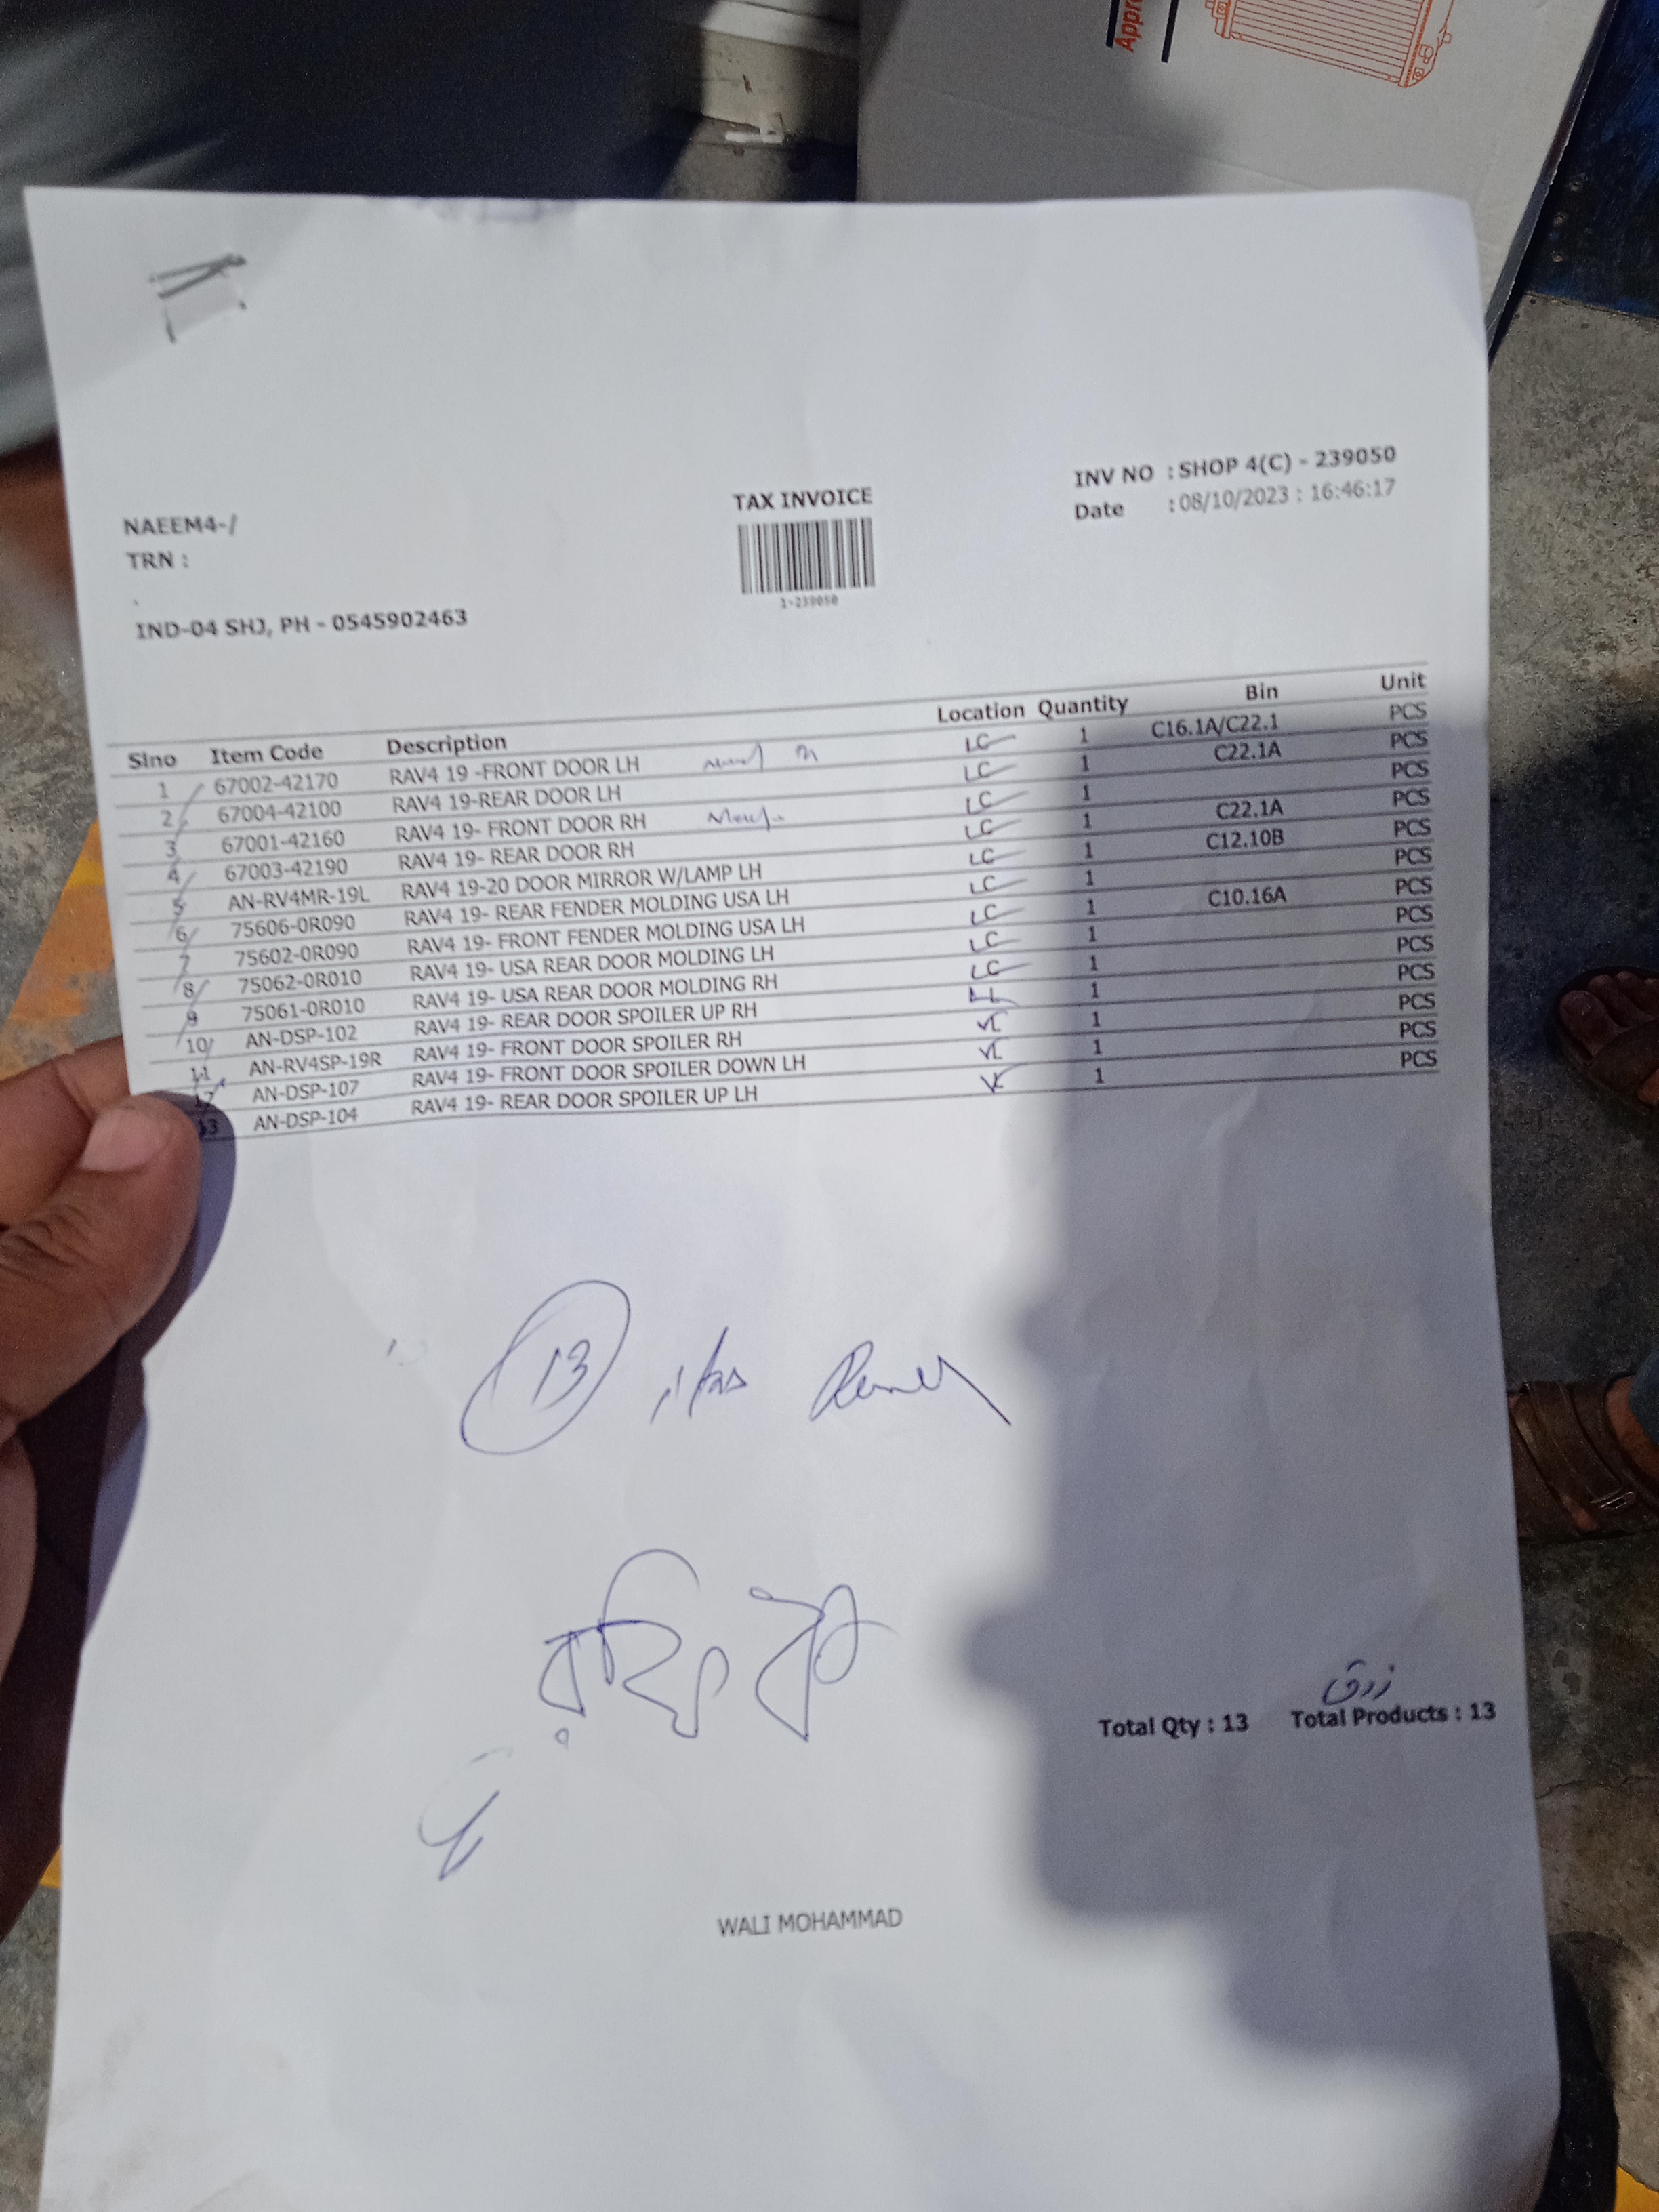 Appro
INV NO : SHOP 4(C) - 239050
TAX INVOICE
Date : 08/10/2023 : 16:46:17
NAEEM4-/
TRN :
.
1-239050
IND-04 SHJ, PH - 0545902463
Slno Item Code Description Location Quantity Bin Unit
1 67002-42170 RAV4 19 -FRONT DOOR LH LC 1 C16.1A/C22.1 PCS
2 67004-42100 RAV4 19-REAR DOOR LH LC 1 C22.1A PCS
3 67001-42160 RAV4 19- FRONT DOOR RH LC 1 PCS
4 67003-42190 RAV4 19- REAR DOOR RH LC 1 C22.1A PCS
5 AN-RV4MR-19L RAV4 19-20 DOOR MIRROR W/LAMP LH LC 1 C12.10B PCS
6 75606-0R090 RAV4 19- REAR FENDER MOLDING USA LH LC 1 PCS
7 75602-0R090 RAV4 19- FRONT FENDER MOLDING USA LH LC 1 C10.16A PCS
8 75062-0R010 RAV4 19- USA REAR DOOR MOLDING LH LC 1 PCS
9 75061-0R010 RAV4 19- USA REAR DOOR MOLDING RH LC 1 PCS
10 AN-DSP-102 RAV4 19- REAR DOOR SPOILER UP RH 1 PCS
11 AN-RV4SP-19R RAV4 19- FRONT DOOR SPOILER RH 1 PCS
12 AN-DSP-107 RAV4 19- FRONT DOOR SPOILER DOWN LH 1 PCS
13 AN-DSP-104 RAV4 19- REAR DOOR SPOILER UP LH 1 PCS
13
রফিক
Total Qty : 13 Total Products : 13
WALI MOHAMMAD